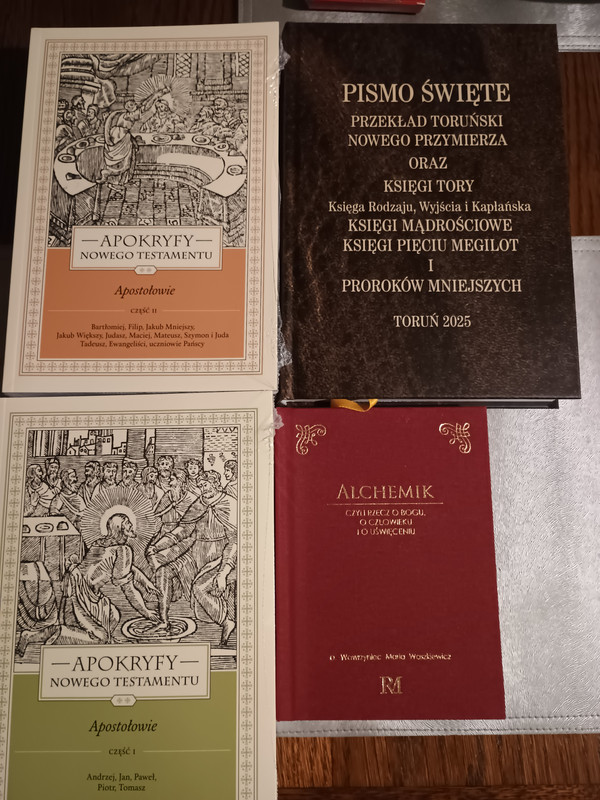 APOKRYFY
NOWEGO TESTAMENTU
Apostołowie
CZĘŚĆ II
Bartłomiej, Filip, Jakub Mniejszy,
Jakub Większy, Judasz, Maciej, Mateusz, Szymon i Juda
Tadeusz, Ewangeliści, uczniowie Pańscy
PISMO ŚWIĘTE
PRZEKŁAD TORUŃSKI
NOWEGO PRZYMIERZA
ORAZ
KSIĘGI TORY
Księga Rodzaju, Wyjścia i Kapłańska
KSIĘGI MĄDROŚCIOWE
KSIĘGI PIĘCIU MEGILOT
I
PROROKÓW MNIEJSZYCH
TORUŃ 2025
APOKRYFY
NOWEGO TESTAMENTU
Apostołowie
CZĘŚĆ I
Andrzej, Jan, Paweł,
Piotr, Tomasz
ALCHEMIK
CZYLI RZECZ O BOGU,
O CZŁOWIEKU
I O UŚWIĘCENIU
o. Wawrzyniec Maria Waszkiewicz
RM